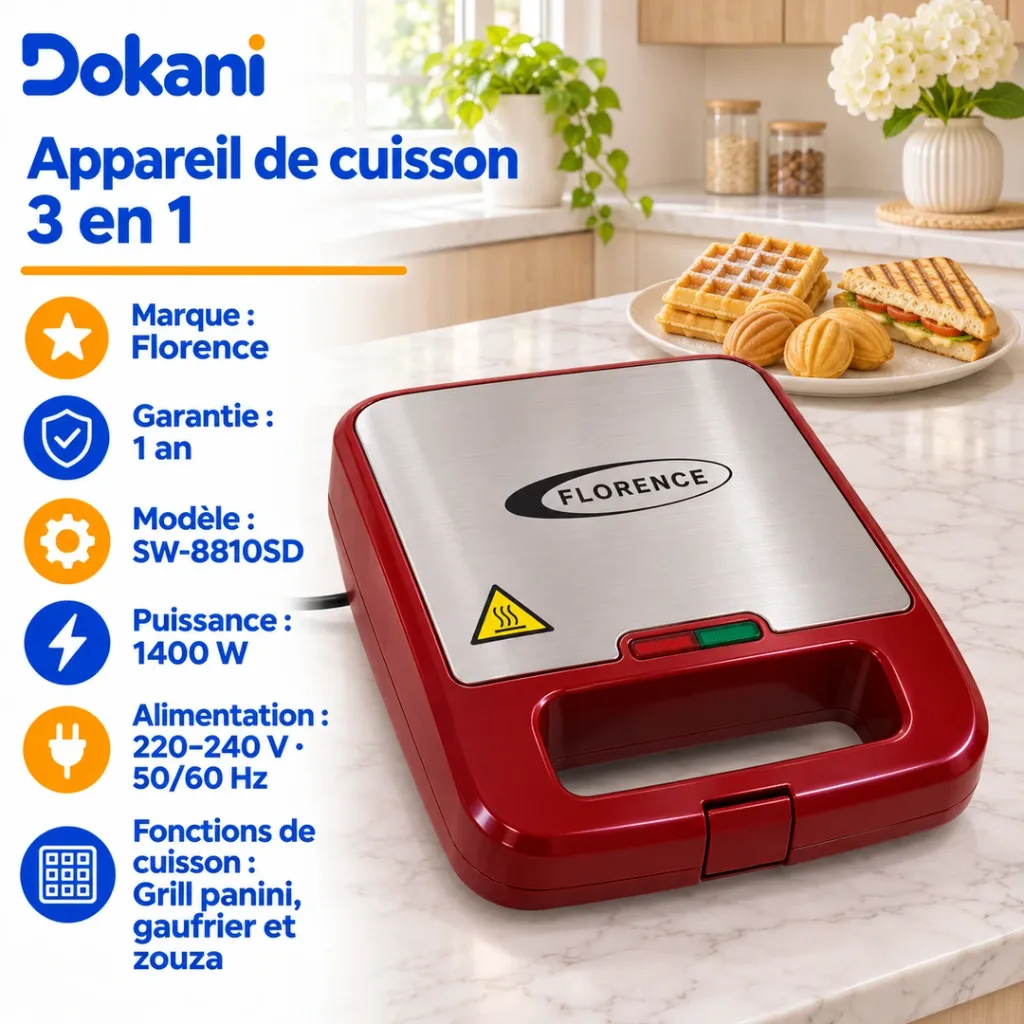 Dokani
Appareil de cuisson
3 en 1
Marque :
Florence
Garantie :
1 an
Modèle :
SW-8810SD
Puissance :
1400 W
Alimentation :
220-240 V •
50/60 Hz
Fonctions de
cuisson :
Grill panini,
gaufrier et
zouza
FLORENCE